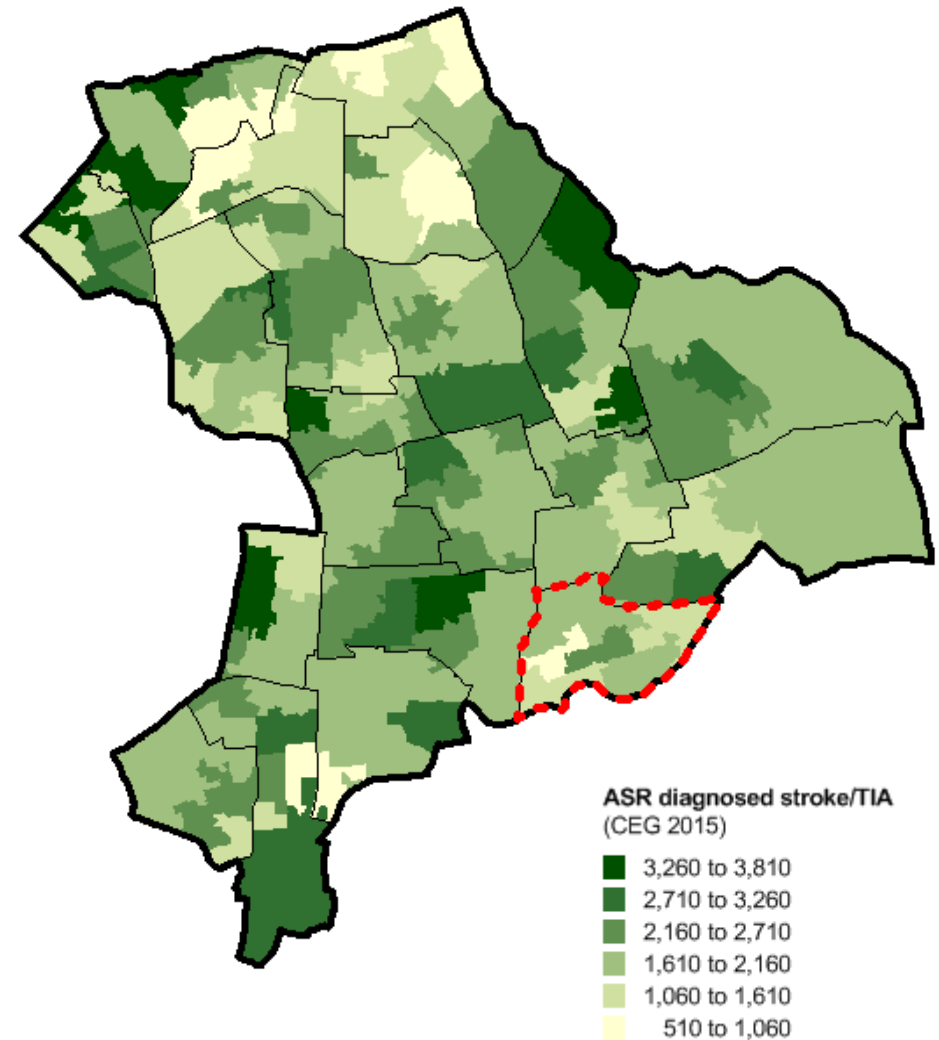 ASR diagnosed stroke/TIA
(CEG 2015)
3,260 to 3,810
2,710 to 3,260
2,160 to 2,710
1,610 to 2,160
1,060 to 1,610
510 to 1,060